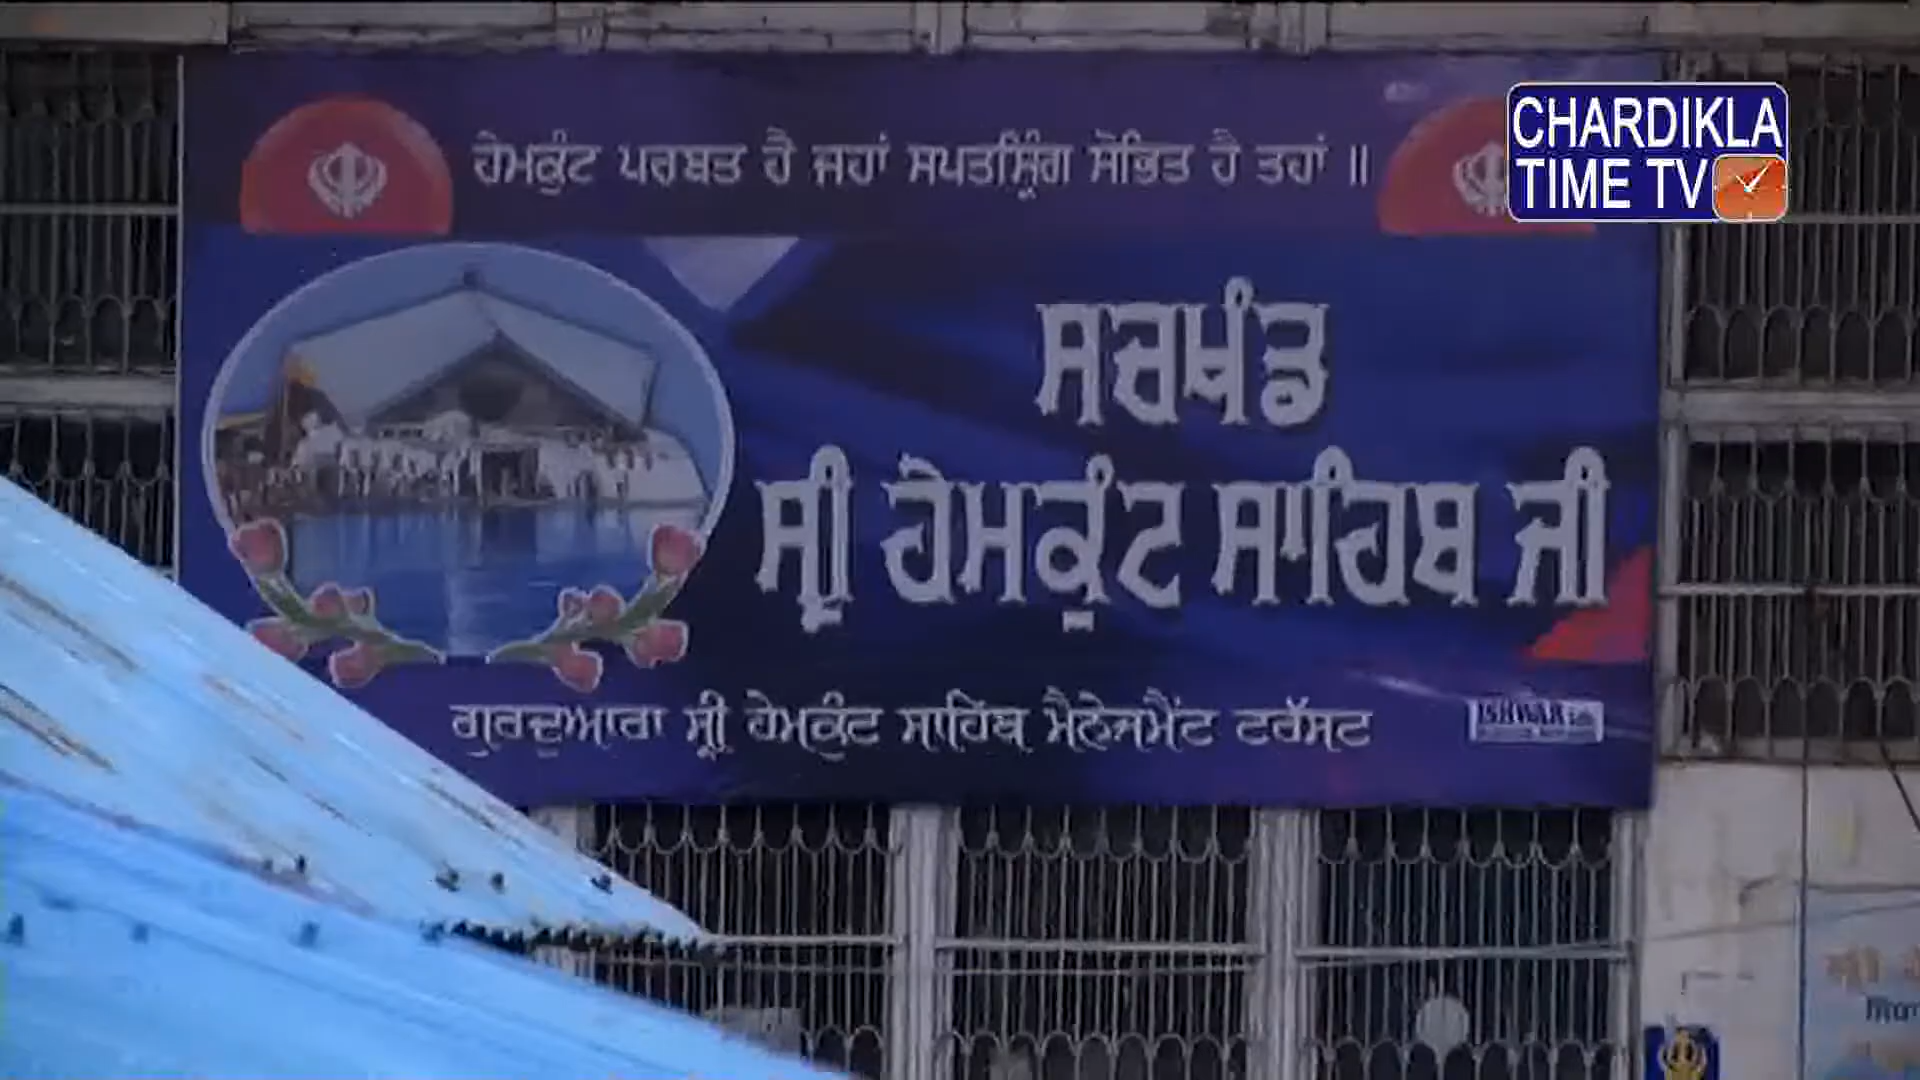 ਹੇਮਕੁੰਟ ਪਰਬਤ ਹੈ ਜਹਾਂ ਸਪਤਸ੍ਰਿੰਗ ਸੋਭਿਤ ਹੈ ਤਹਾਂ ॥
CHARDIKLA
TIME TV
ਸਚਖੰਡ
ਸ੍ਰੀ ਹੇਮਕੁੰਟ ਸਾਹਿਬ ਜੀ
ਗੁਰਦੁਆਰਾ ਸ੍ਰੀ ਹੇਮਕੁੰਟ ਸਾਹਿਬ ਮੈਨੇਜਮੈਂਟ ਟਰੱਸਟ
ISHWAR